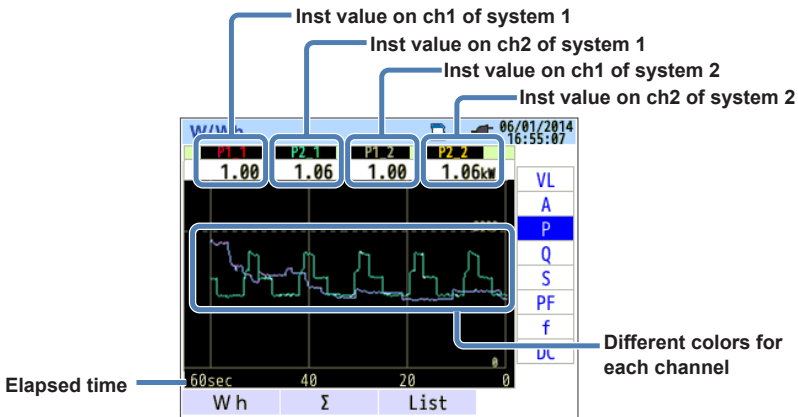 Inst value on ch1 of system 1
Inst value on ch2 of system 1
Inst value on ch1 of system 2
Inst value on ch2 of system 2
W/Wh
06/01/2014
16:55:07
P1_1 P2_1 P1_2 P2_2
1.00 1.06 1.00 1.06kW
VL
A
P
Q
S
PF
f
DC
Different colors for
each channel
0
Elapsed time
60sec 40 20 0
Wh Σ List